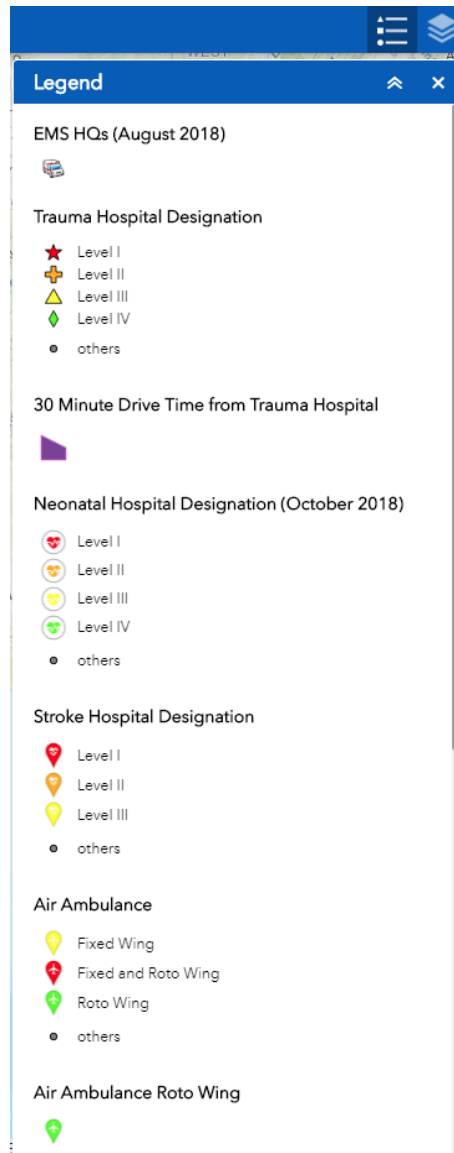 WEST
Legend
EMS HQs (August 2018)
Trauma Hospital Designation
Level I
Level II
Level III
Level IV
others
30 Minute Drive Time from Trauma Hospital
Neonatal Hospital Designation (October 2018)
Level I
Level II
Level III
Level IV
others
Stroke Hospital Designation
Level I
Level II
Level III
others
Air Ambulance
Fixed Wing
Fixed and Roto Wing
Roto Wing
others
Air Ambulance Roto Wing